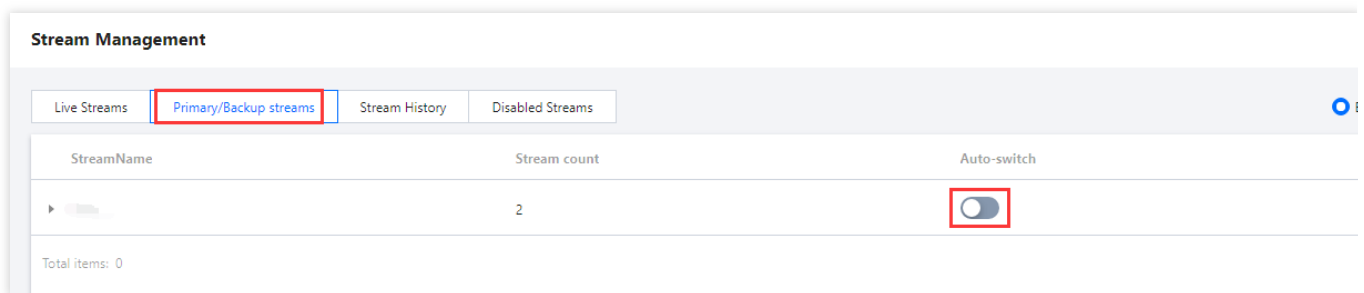 Stream Management
Live Streams Primary/Backup streams Stream History Disabled Streams
StreamName Stream count Auto-switch
2
Total items: 0